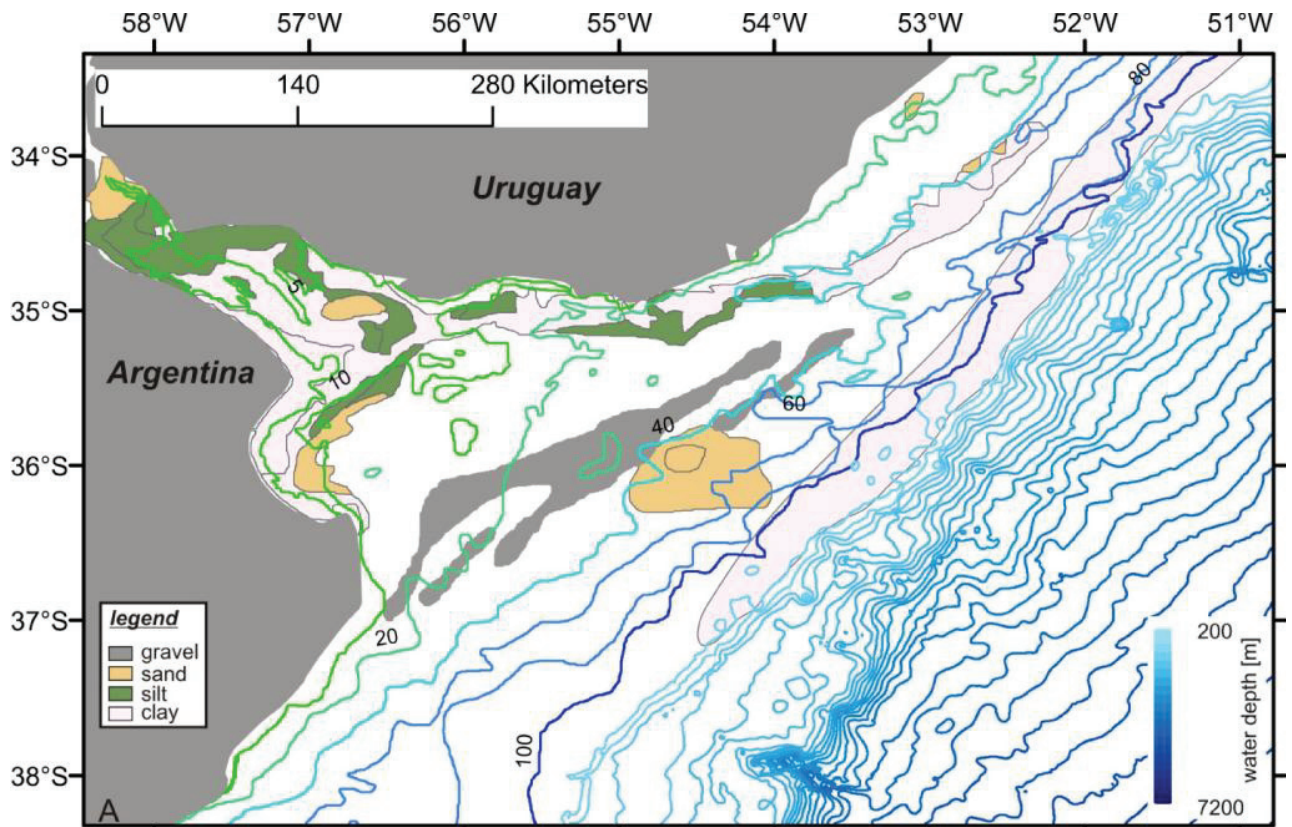 58°W 57°W 56°W 55°W 54°W 53°W 52°W 51°W
0 140 280 Kilometers
80
34°S
Uruguay
5
35°S
Argentina
10
60
40
36°S
37°S
20
legend
gravel
sand
silt
clay
200
water depth [m]
7200
100
38°S
A